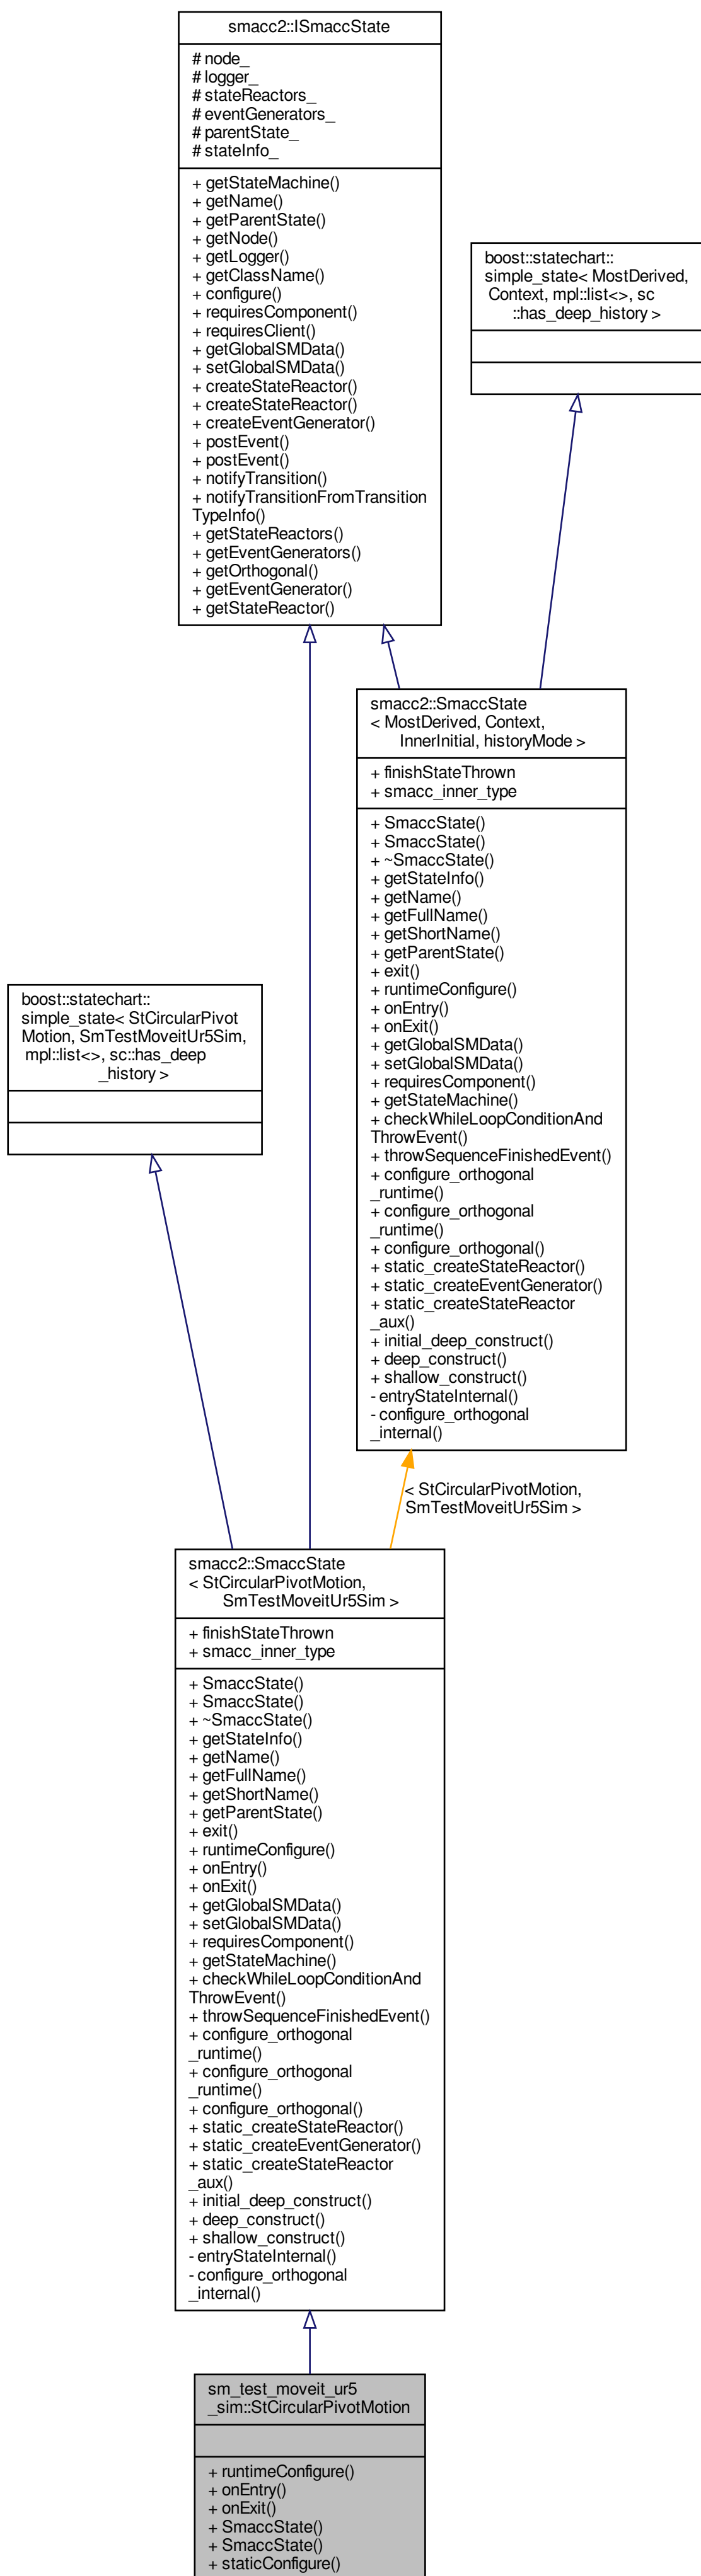 smacc2::ISmaccState
# node_
# logger_
# stateReactors_
# eventGenerators_
# parentState_
# stateInfo_
+ getStateMachine()
+ getName()
+ getParentState()
+ getNode()
+ getLogger()
+ getClassName()
+ configure()
+ requiresComponent()
+ requiresClient()
+ getGlobalSMData()
+ setGlobalSMData()
+ createStateReactor()
+ createStateReactor()
+ createEventGenerator()
+ postEvent()
+ postEvent()
+ notifyTransition()
+ notifyTransitionFromTransition
TypeInfo()
+ getStateReactors()
+ getEventGenerators()
+ getOrthogonal()
+ getEventGenerator()
+ getStateReactor()
boost::statechart::
simple_state< MostDerived,
Context, mpl::list<>, sc
::has_deep_history >
smacc2::SmaccState
< MostDerived, Context,
InnerInitial, historyMode >
+ finishStateThrown
+ smacc_inner_type
+ SmaccState()
+ SmaccState()
+ ~SmaccState()
+ getStateInfo()
+ getName()
+ getFullName()
+ getShortName()
+ getParentState()
+ exit()
+ runtimeConfigure()
+ onEntry()
+ onExit()
+ getGlobalSMData()
+ setGlobalSMData()
+ requiresComponent()
+ getStateMachine()
+ checkWhileLoopConditionAnd
ThrowEvent()
+ throwSequenceFinishedEvent()
+ configure_orthogonal
_runtime()
+ configure_orthogonal
_runtime()
+ configure_orthogonal()
+ static_createStateReactor()
+ static_createEventGenerator()
+ static_createStateReactor
_aux()
+ initial_deep_construct()
+ deep_construct()
+ shallow_construct()
- entryStateInternal()
- configure_orthogonal
_internal()
boost::statechart::
simple_state< StCircularPivot
Motion, SmTestMoveitUr5Sim,
mpl::list<>, sc::has_deep
_history >
< StCircularPivotMotion,
SmTestMoveitUr5Sim >
smacc2::SmaccState
< StCircularPivotMotion,
SmTestMoveitUr5Sim >
+ finishStateThrown
+ smacc_inner_type
+ SmaccState()
+ SmaccState()
+ ~SmaccState()
+ getStateInfo()
+ getName()
+ getFullName()
+ getShortName()
+ getParentState()
+ exit()
+ runtimeConfigure()
+ onEntry()
+ onExit()
+ getGlobalSMData()
+ setGlobalSMData()
+ requiresComponent()
+ getStateMachine()
+ checkWhileLoopConditionAnd
ThrowEvent()
+ throwSequenceFinishedEvent()
+ configure_orthogonal
_runtime()
+ configure_orthogonal
_runtime()
+ configure_orthogonal()
+ static_createStateReactor()
+ static_createEventGenerator()
+ static_createStateReactor
_aux()
+ initial_deep_construct()
+ deep_construct()
+ shallow_construct()
- entryStateInternal()
- configure_orthogonal
_internal()
sm_test_moveit_ur5
_sim::StCircularPivotMotion
+ runtimeConfigure()
+ onEntry()
+ onExit()
+ SmaccState()
+ SmaccState()
+ staticConfigure()